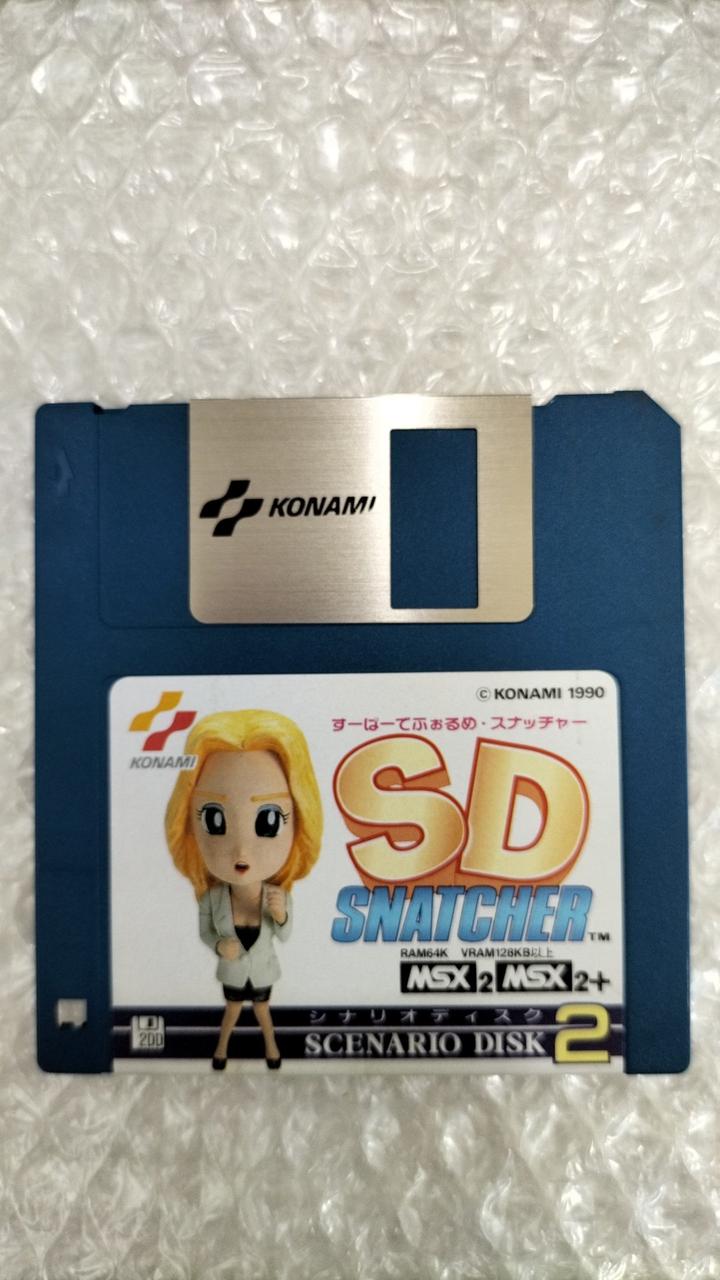 KONAMI
© KONAMI 1990
KONAMI
すーぱーでふぉるめ・スナッチャー
SD
SNATCHER™
RAM64K VRAM128KB以上
MSX 2 MSX 2+
シナリオディスク
2DD
SCENARIO DISK 2